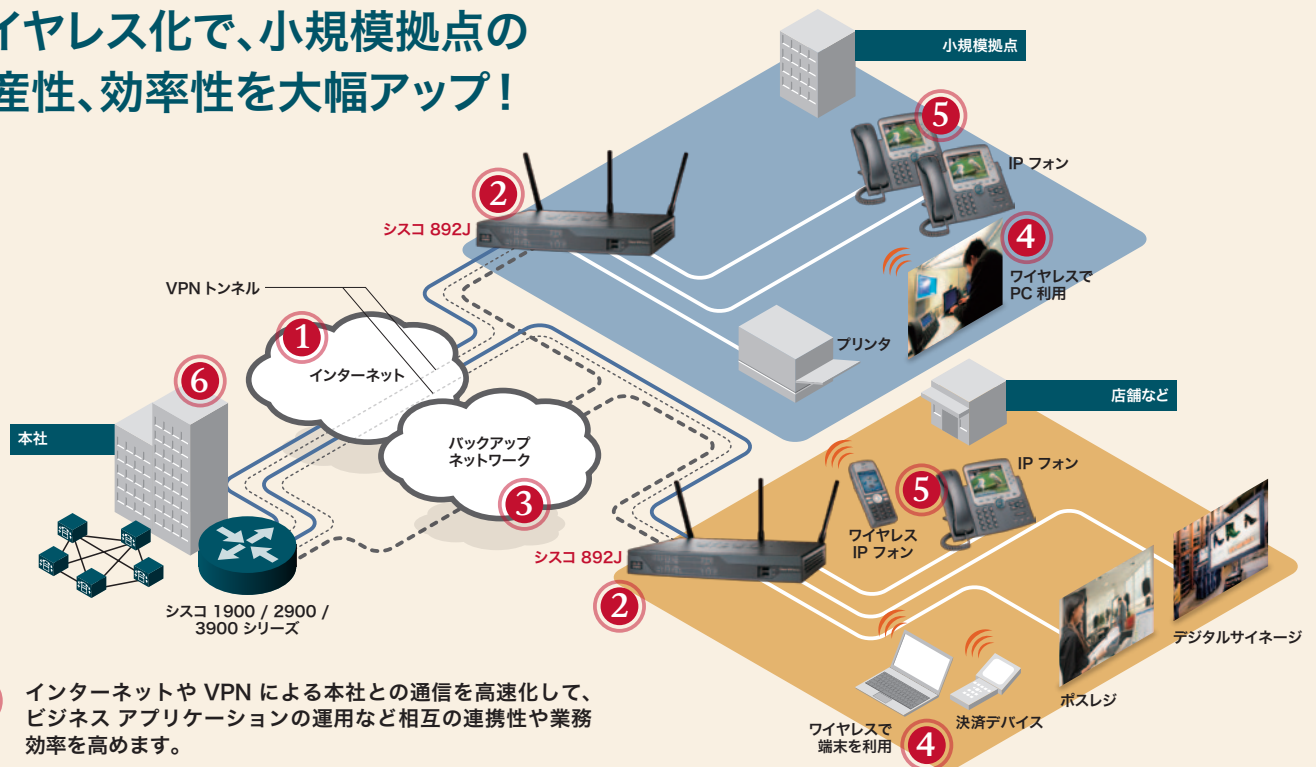 イヤレス化で、小規模拠点の
産性、効率性を大幅アップ！
小規模拠点
5
IP フォン
2
シスコ 892J
4
ワイヤレスで
PC 利用
VPNトンネル
1
インターネット
プリンタ
6
本社
店舗など
バックアップ
ネットワーク
3
IP フォン
5
ワイヤレス
IP フォン
シスコ 892J
2
シスコ 1900 / 2900 /
3900 シリーズ
デジタルサイネージ
ポスレジ
決済デバイス
ワイヤレスで
端末を利用
4
インターネットや VPN による本社との通信を高速化して、
ビジネス アプリケーションの運用など相互の連携性や業務
効率を高めます。